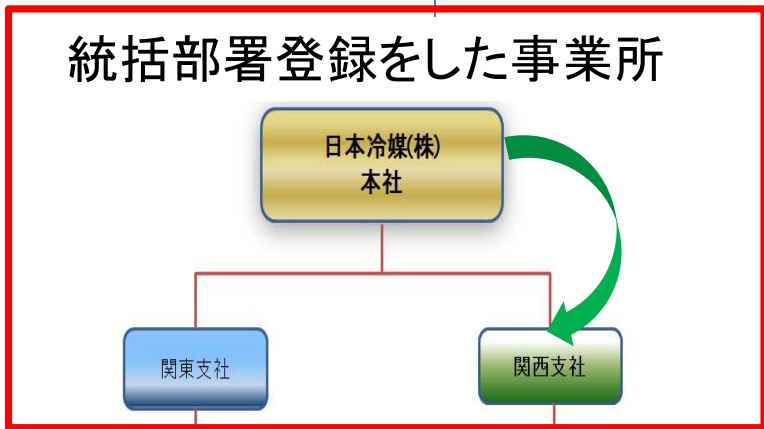 統括部署登録をした事業所
日本冷媒(株)
本社
関東支社
関西支社